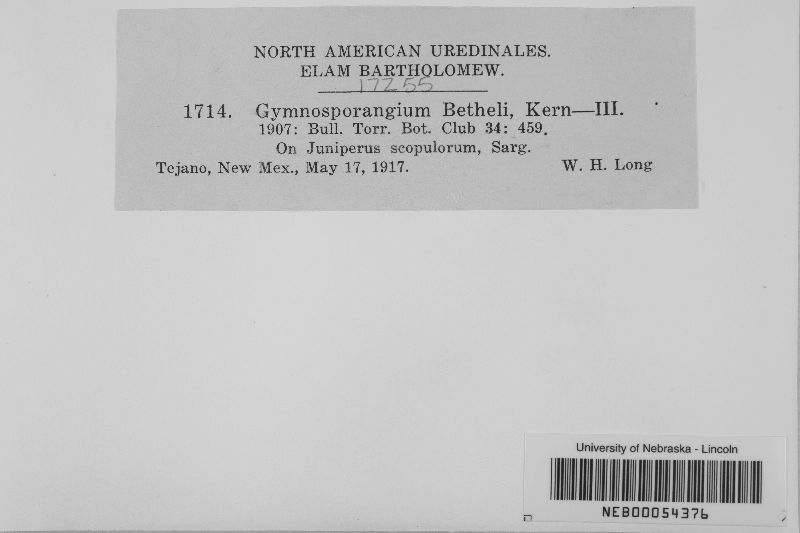 NORTH AMERICAN UREDINALES.
ELAM BARTHOLOMEW.
17255
1714. Gymnosporangium Betheli, Kern—III.
1907: Bull. Torr. Bot. Club 34: 459.
On Juniperus scopulorum, Sarg.
Tejano, New Mex., May 17, 1917. W. H. Long
University of Nebraska - Lincoln
NEB00054376